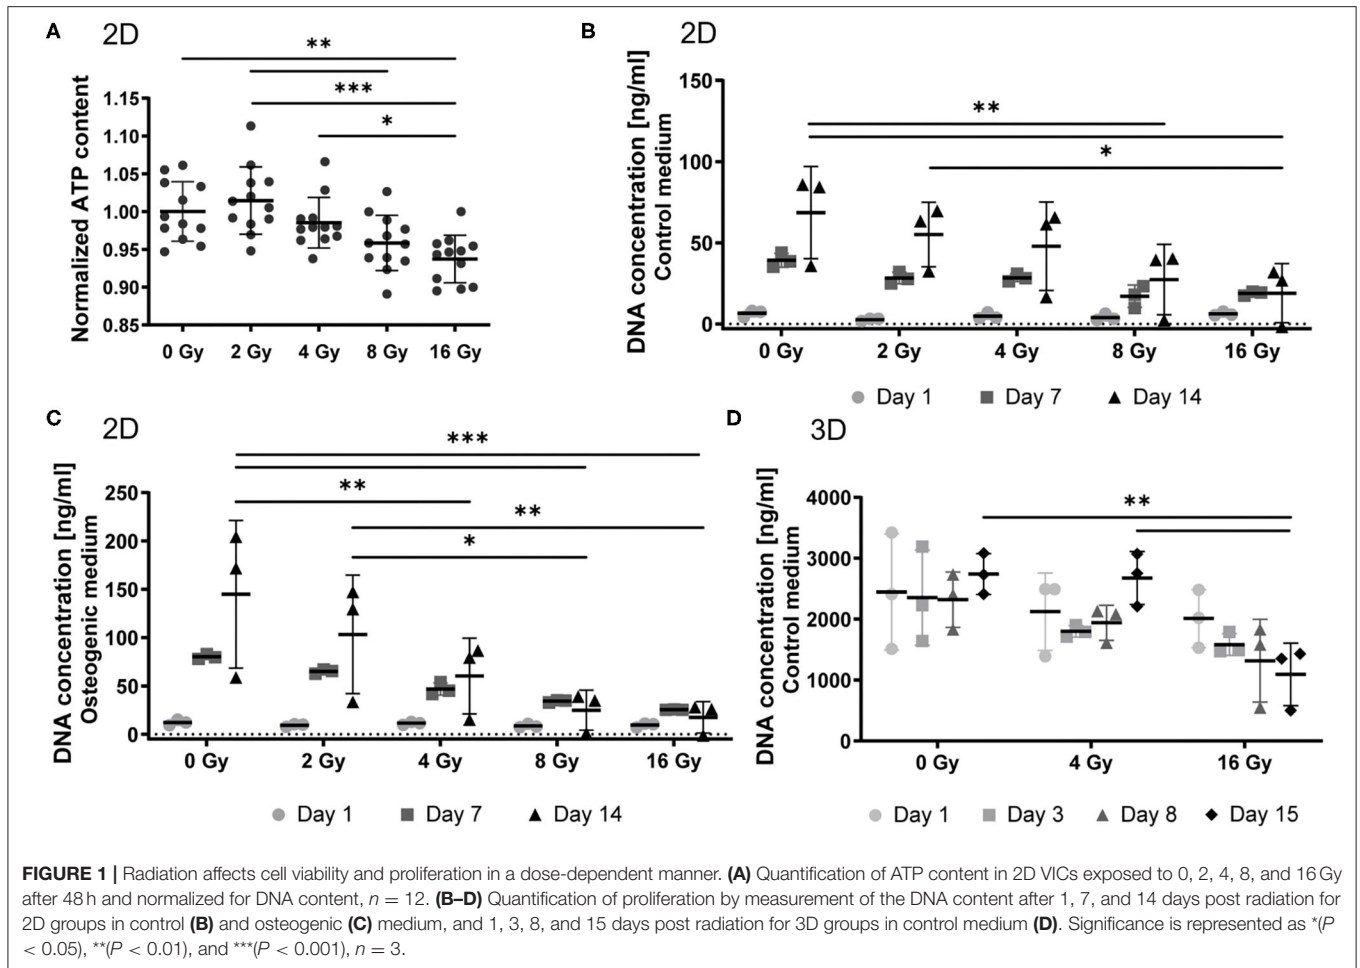 A 2D
**
***
*
Normalized ATP content
1.15
1.10
1.05
1.00
0.95
0.90
0.85
0 Gy 2 Gy 4 Gy 8 Gy 16 Gy
B 2D
**
*
DNA concentration [ng/ml]
Control medium
150
100
50
0
0 Gy 2 Gy 4 Gy 8 Gy 16 Gy
Day 1 Day 7 Day 14
C 2D
***
**
**
*
DNA concentration [ng/ml]
Osteogenic medium
250
200
150
100
50
0
0 Gy 2 Gy 4 Gy 8 Gy 16 Gy
Day 1 Day 7 Day 14
D 3D
**
DNA concentration [ng/ml]
Control medium
4000
3000
2000
1000
0
0 Gy 4 Gy 16 Gy
Day 1 Day 3 Day 8 Day 15
FIGURE 1 | Radiation affects cell viability and proliferation in a dose-dependent manner. (A) Quantification of ATP content in 2D VICs exposed to 0, 2, 4, 8, and 16 Gy
after 48 h and normalized for DNA content, n = 12. (B–D) Quantification of proliferation by measurement of the DNA content after 1, 7, and 14 days post radiation for
2D groups in control (B) and osteogenic (C) medium, and 1, 3, 8, and 15 days post radiation for 3D groups in control medium (D). Significance is represented as *(P
< 0.05), **(P < 0.01), and ***(P < 0.001), n = 3.